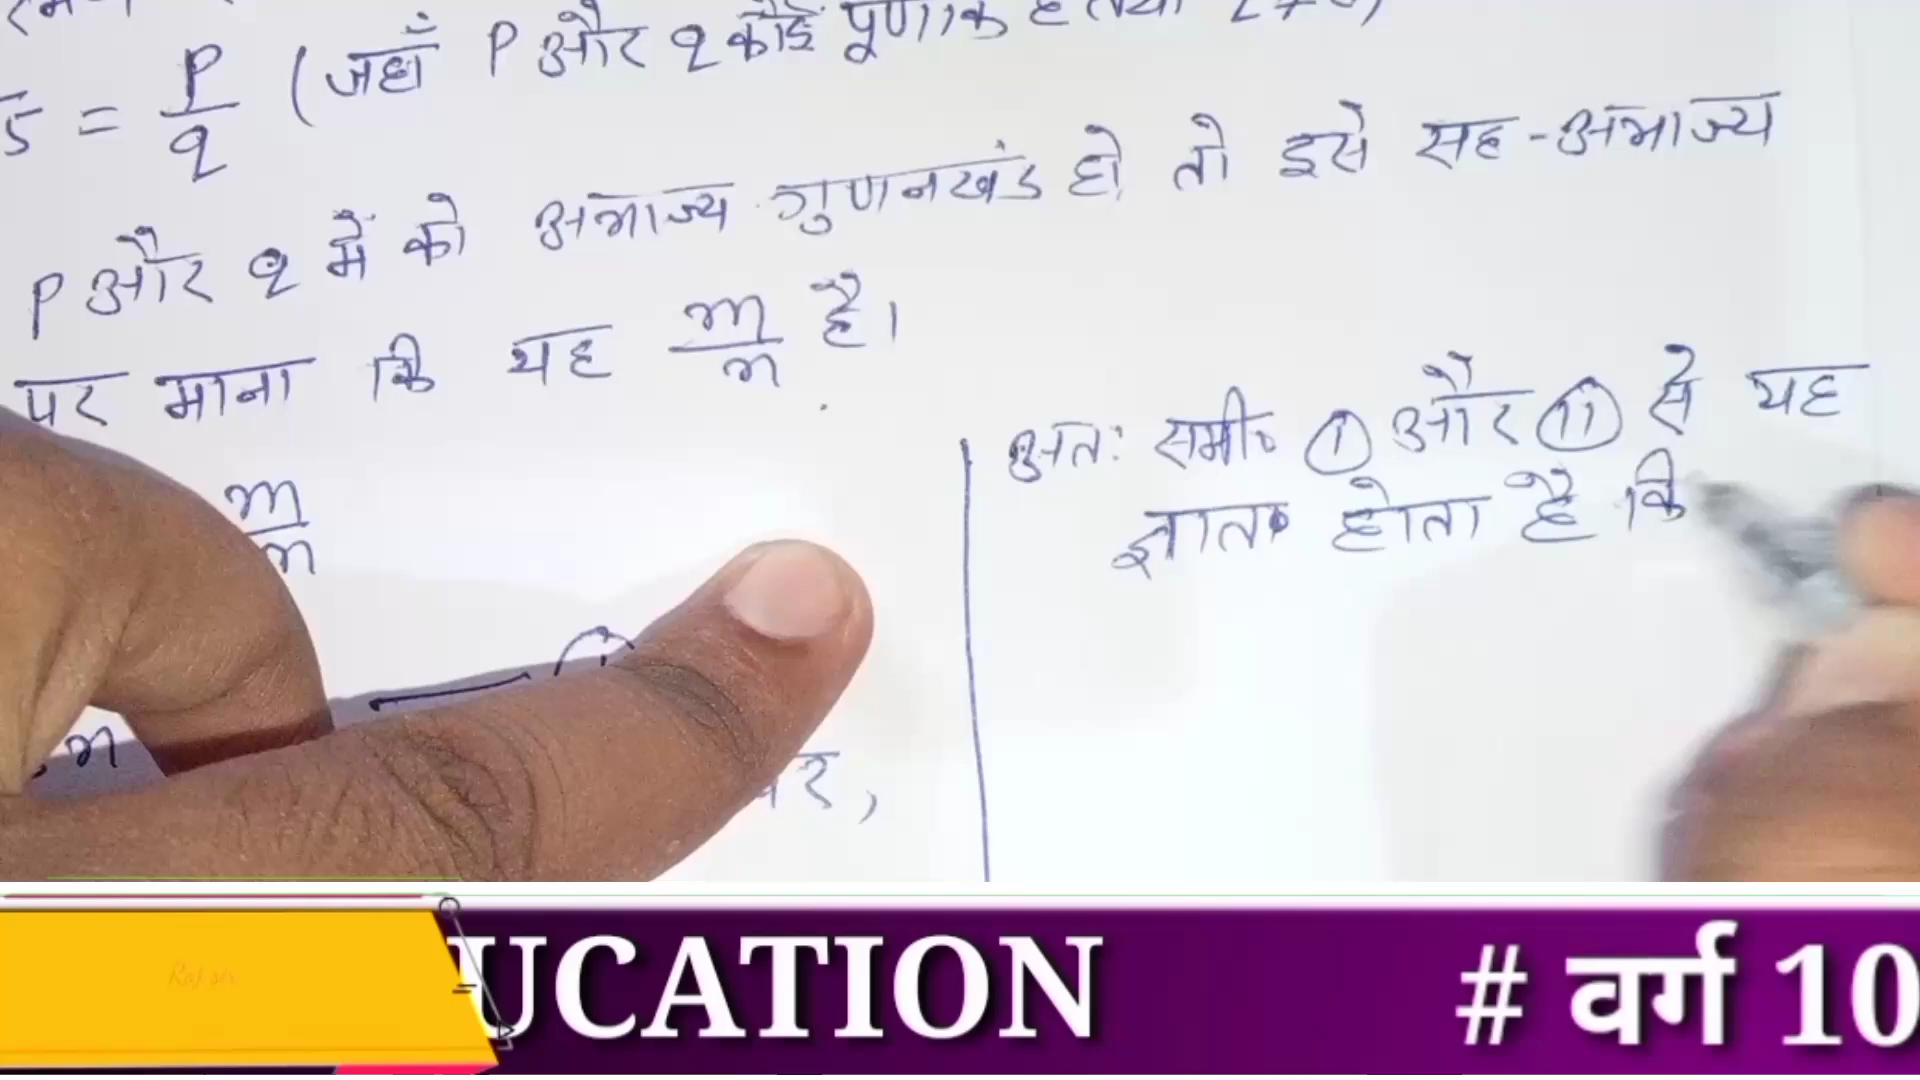 5 = p/q (जहाँ P और q कोई पूर्णांक है तथा
P और q में को अभाज्य गुणनखंड हो तो इसे सह-अभाज्य
पर माना कि यह m/n है।
m/n
n
पर,
अतः समी० (i) और (ii) से यह
ज्ञात होता है कि
UCATION # वर्ग 10